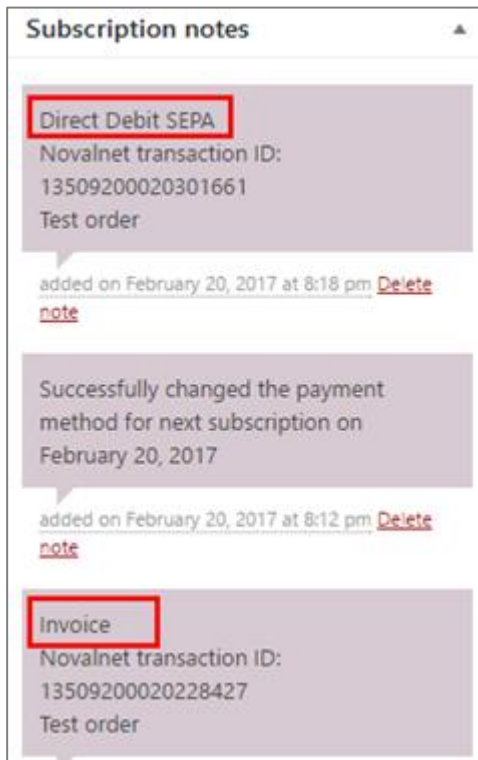 Subscription notes
Direct Debit SEPA
Novalnet transaction ID:
13509200020301661
Test order
added on February 20, 2017 at 8:18 pm Delete
note
Successfully changed the payment
method for next subscription on
February 20, 2017
added on February 20, 2017 at 8:12 pm Delete
note
Invoice
Novalnet transaction ID:
13509200020228427
Test order